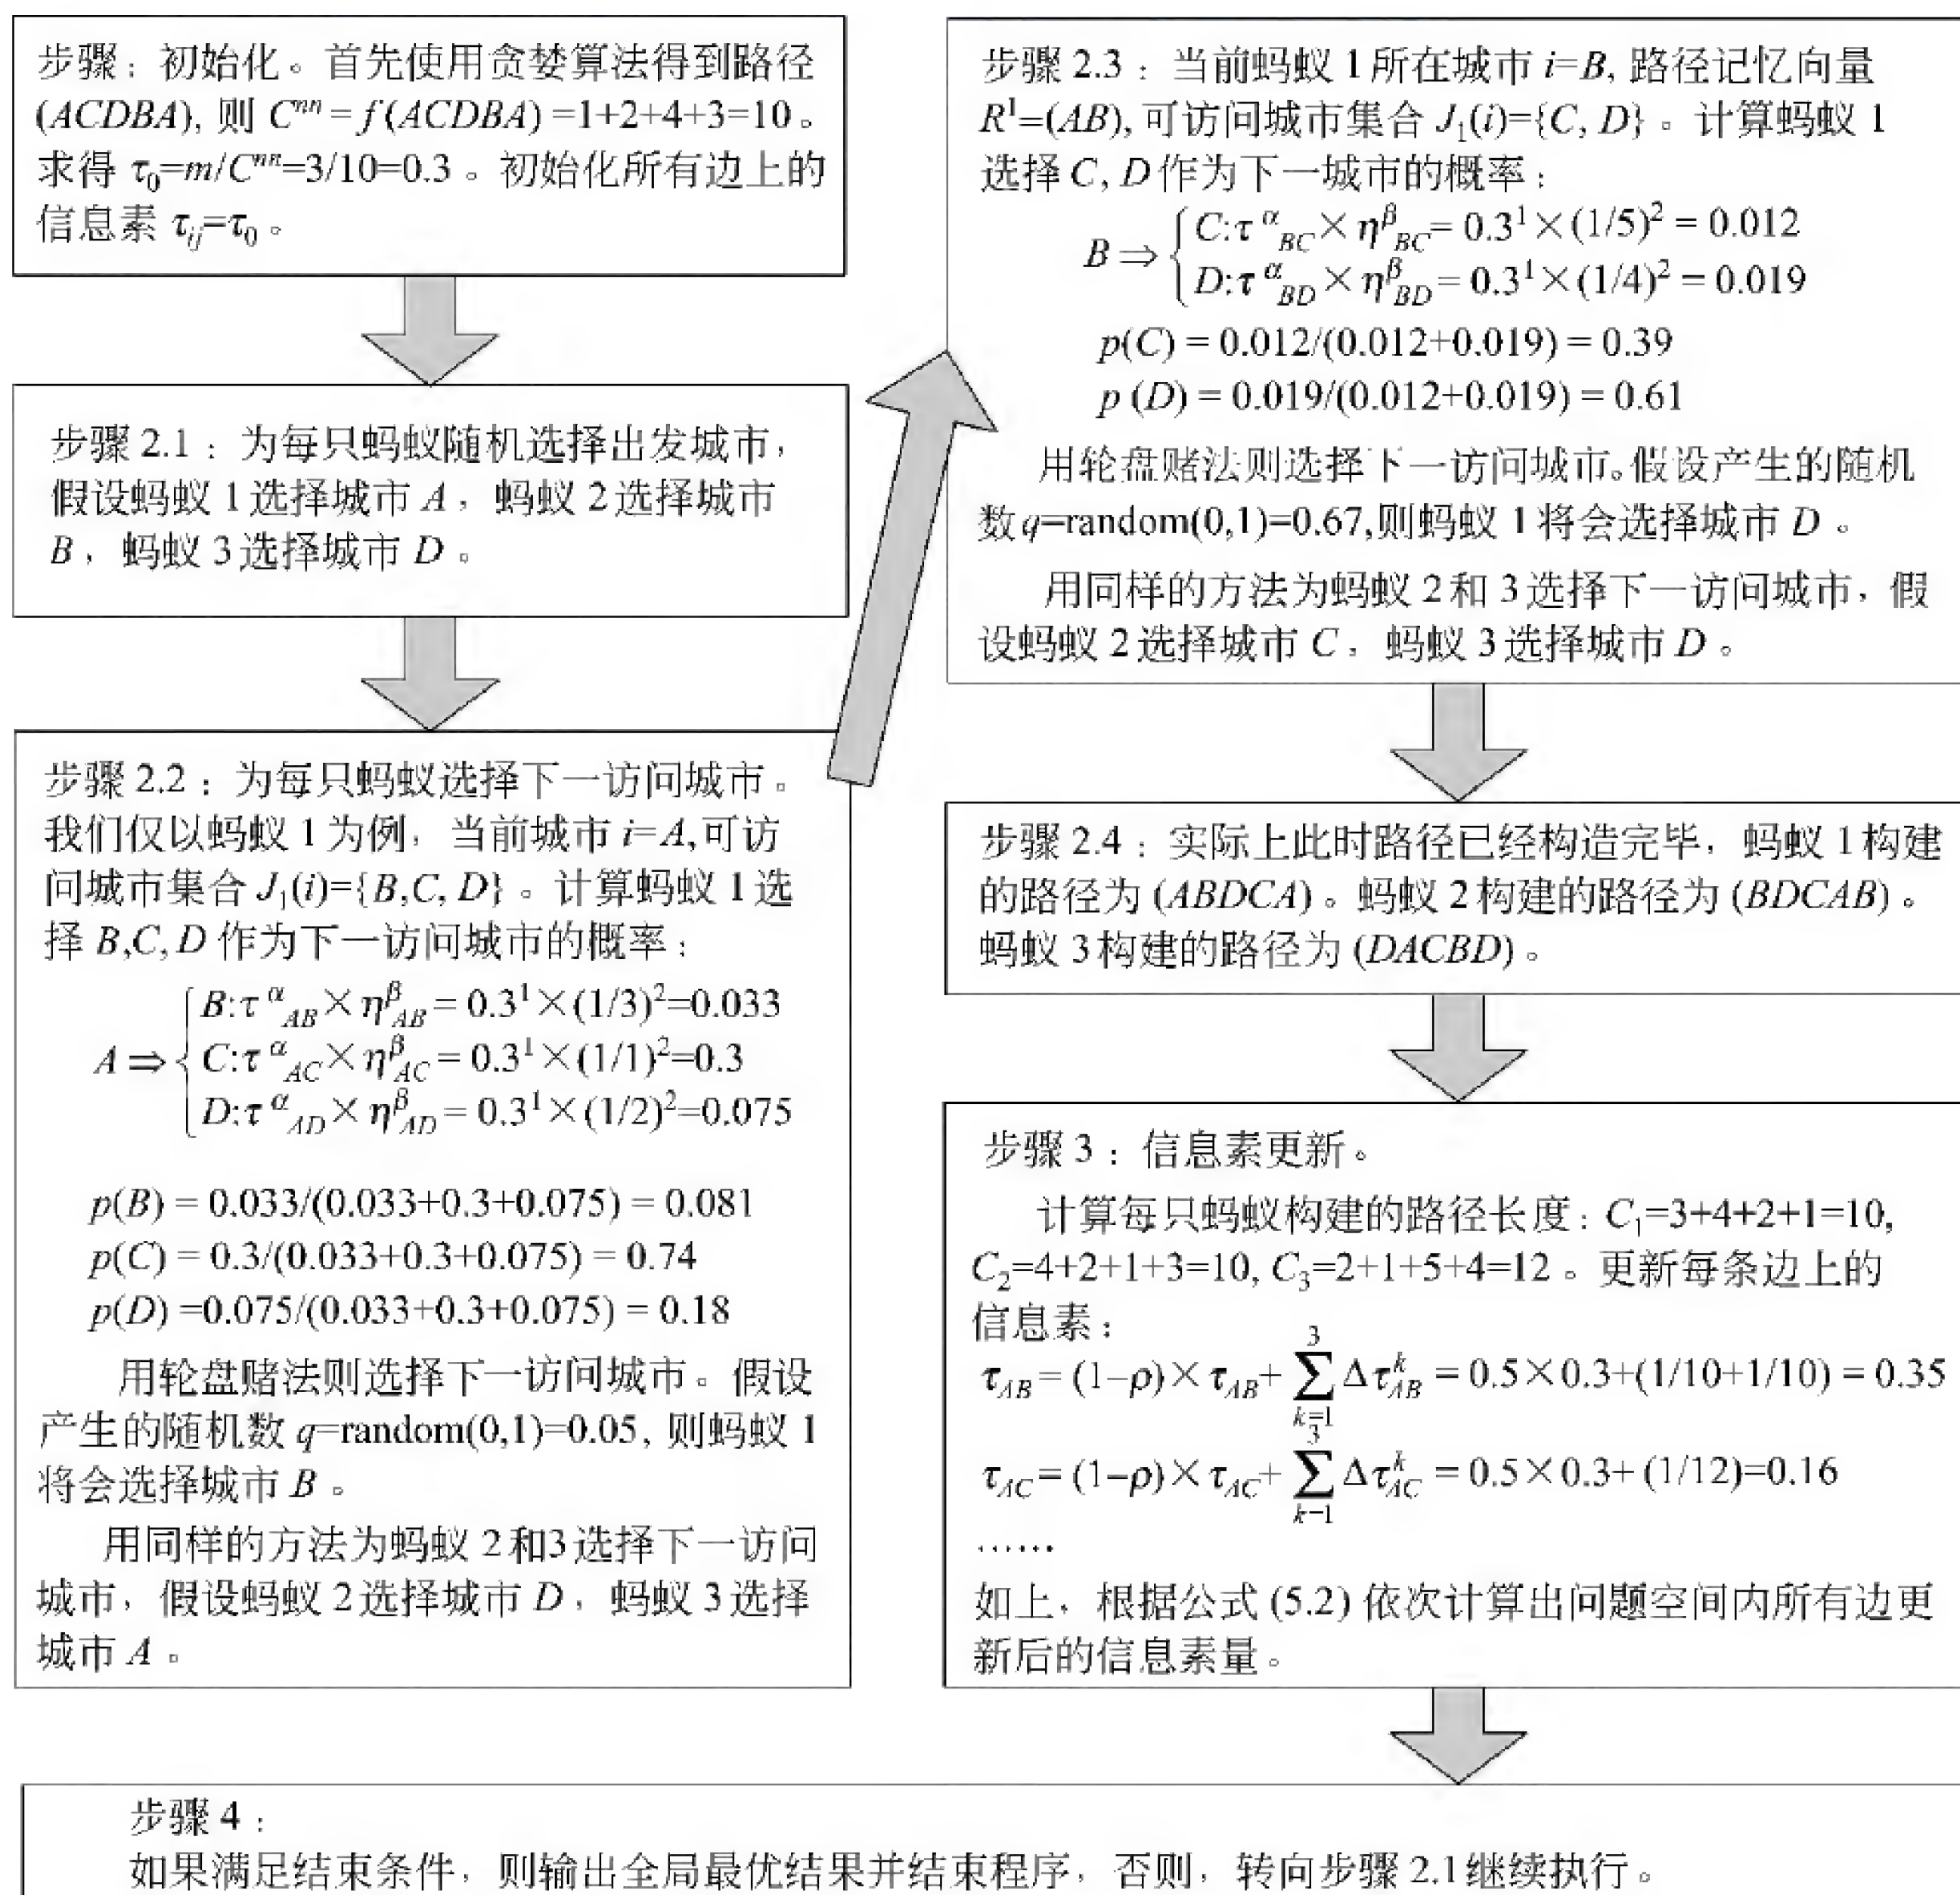 步骤：初始化。首先使用贪婪算法得到路径
(ACDBA), 则 Cⁿⁿ = f (ACDBA) =1+2+4+3=10。
求得 τ₀=m/Cⁿⁿ=3/10=0.3。初始化所有边上的
信息素 τᵢⱼ=τ₀。
步骤 2.1：为每只蚂蚁随机选择出发城市，
假设蚂蚁 1 选择城市 A，蚂蚁 2 选择城市
B，蚂蚁 3 选择城市 D。
步骤 2.2：为每只蚂蚁选择下一访问城市。
我们仅以蚂蚁 1 为例，当前城市 i=A,可访
问城市集合 J₁(i)={B,C, D}。计算蚂蚁 1 选
择 B,C, D 作为下一访问城市的概率：
A ⇒ { B:τ^α_AB × η^β_AB = 0.3¹ × (1/3)²=0.033
C:τ^α_AC × η^β_AC = 0.3¹ × (1/1)²=0.3
D:τ^α_AD × η^β_AD = 0.3¹ × (1/2)²=0.075
p(B) = 0.033/(0.033+0.3+0.075) = 0.081
p(C) = 0.3/(0.033+0.3+0.075) = 0.74
p(D) =0.075/(0.033+0.3+0.075) = 0.18
用轮盘赌法则选择下一访问城市。假设
产生的随机数 q=random(0,1)=0.05, 则蚂蚁 1
将会选择城市 B。
用同样的方法为蚂蚁 2和3选择下一访问
城市，假设蚂蚁 2选择城市 D，蚂蚁 3选择
城市 A。
步骤 2.3：当前蚂蚁 1 所在城市 i=B, 路径记忆向量
R¹=(AB), 可访问城市集合 J₁(i)={C, D}。计算蚂蚁 1
选择 C, D 作为下一城市的概率：
B ⇒ { C:τ^α_BC × η^β_BC = 0.3¹ × (1/5)² = 0.012
D:τ^α_BD × η^β_BD = 0.3¹ × (1/4)² = 0.019
p(C) = 0.012/(0.012+0.019) = 0.39
p (D) = 0.019/(0.012+0.019) = 0.61
用轮盘赌法则选择下一访问城市。假设产生的随机
数 q=random(0,1)=0.67,则蚂蚁 1 将会选择城市 D。
用同样的方法为蚂蚁 2 和 3 选择下一访问城市，假
设蚂蚁 2 选择城市 C，蚂蚁 3 选择城市 D。
步骤 2.4：实际上此时路径已经构造完毕，蚂蚁 1 构建
的路径为 (ABDCA)。蚂蚁 2 构建的路径为 (BDCAB)。
蚂蚁 3 构建的路径为 (DACBD)。
步骤 3：信息素更新。
计算每只蚂蚁构建的路径长度：C₁=3+4+2+1=10,
C₂=4+2+1+3=10, C₃=2+1+5+4=12。更新每条边上的
信息素：
τ_AB = (1−ρ) × τ_AB + ∑_{k=1}^{3} Δτ^k_AB = 0.5×0.3+(1/10+1/10) = 0.35
τ_AC = (1−ρ) × τ_AC + ∑_{k=1}^{3} Δτ^k_AC = 0.5×0.3+ (1/12)=0.16
……
如上，根据公式 (5.2) 依次计算出问题空间内所有边更
新后的信息素量。
步骤 4：
如果满足结束条件，则输出全局最优结果并结束程序，否则，转向步骤 2.1继续执行。